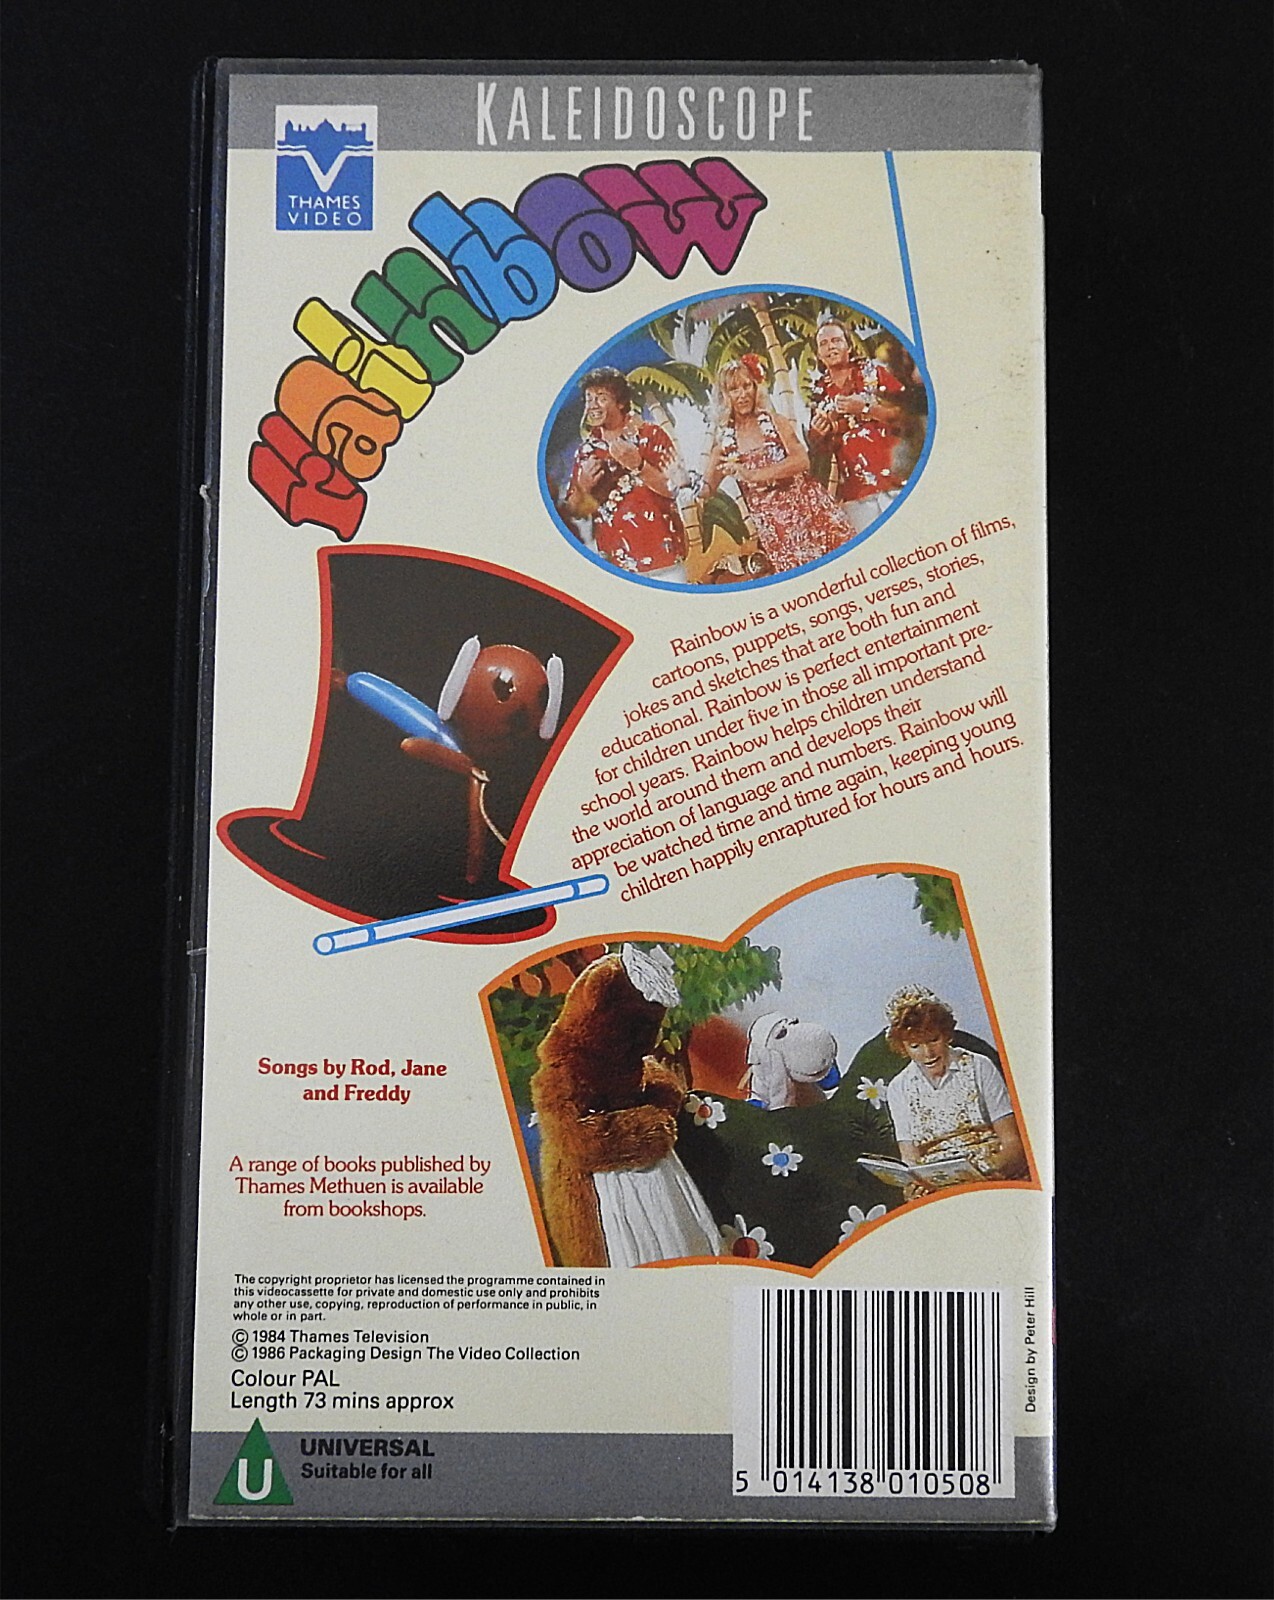 KALEIDOSCOPE
THAMES
VIDEO
Rainbow
Rainbow is a wonderful collection of films,
cartoons, puppets, songs, verses, stories,
jokes and sketches that are both fun and
educational. Rainbow is perfect entertainment
for children under five in those all important pre-
school years. Rainbow helps children understand
the world around them and develops their
appreciation of language and numbers. Rainbow will
be watched time and time again, keeping young
children happily enraptured for hours and hours.
Songs by Rod, Jane
and Freddy
A range of books published by
Thames Methuen is available
from bookshops.
The copyright proprietor has licensed the programme contained in
this videocassette for private and domestic use only and prohibits
any other use, copying, reproduction of performance in public, in
whole or in part.
© 1984 Thames Television
© 1986 Packaging Design The Video Collection
Colour PAL
Length 73 mins approx
U
UNIVERSAL
Suitable for all
5 014138 010508
Design by Peter Hill